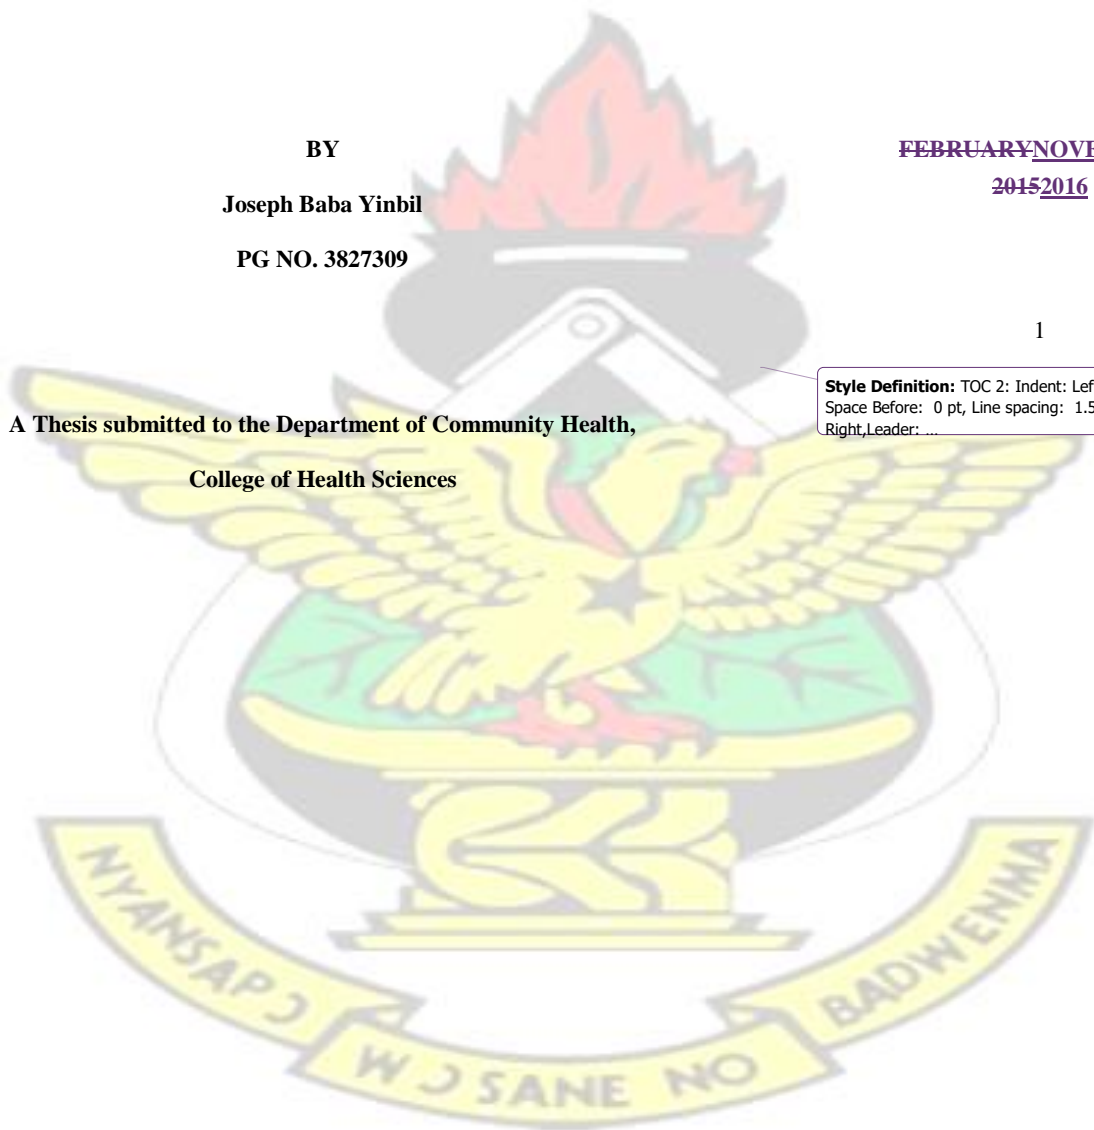 BY
FEBRUARYNOVE
Joseph Baba Yinbil
20152016
PG NO. 3827309
1
Style Definition: TOC 2: Indent: Lef
Space Before: 0 pt, Line spacing: 1.5
Right,Leader: ...
A Thesis submitted to the Department of Community Health,
College of Health Sciences
NYANSAPƆ
WƆ SANE NO
BADWENMA